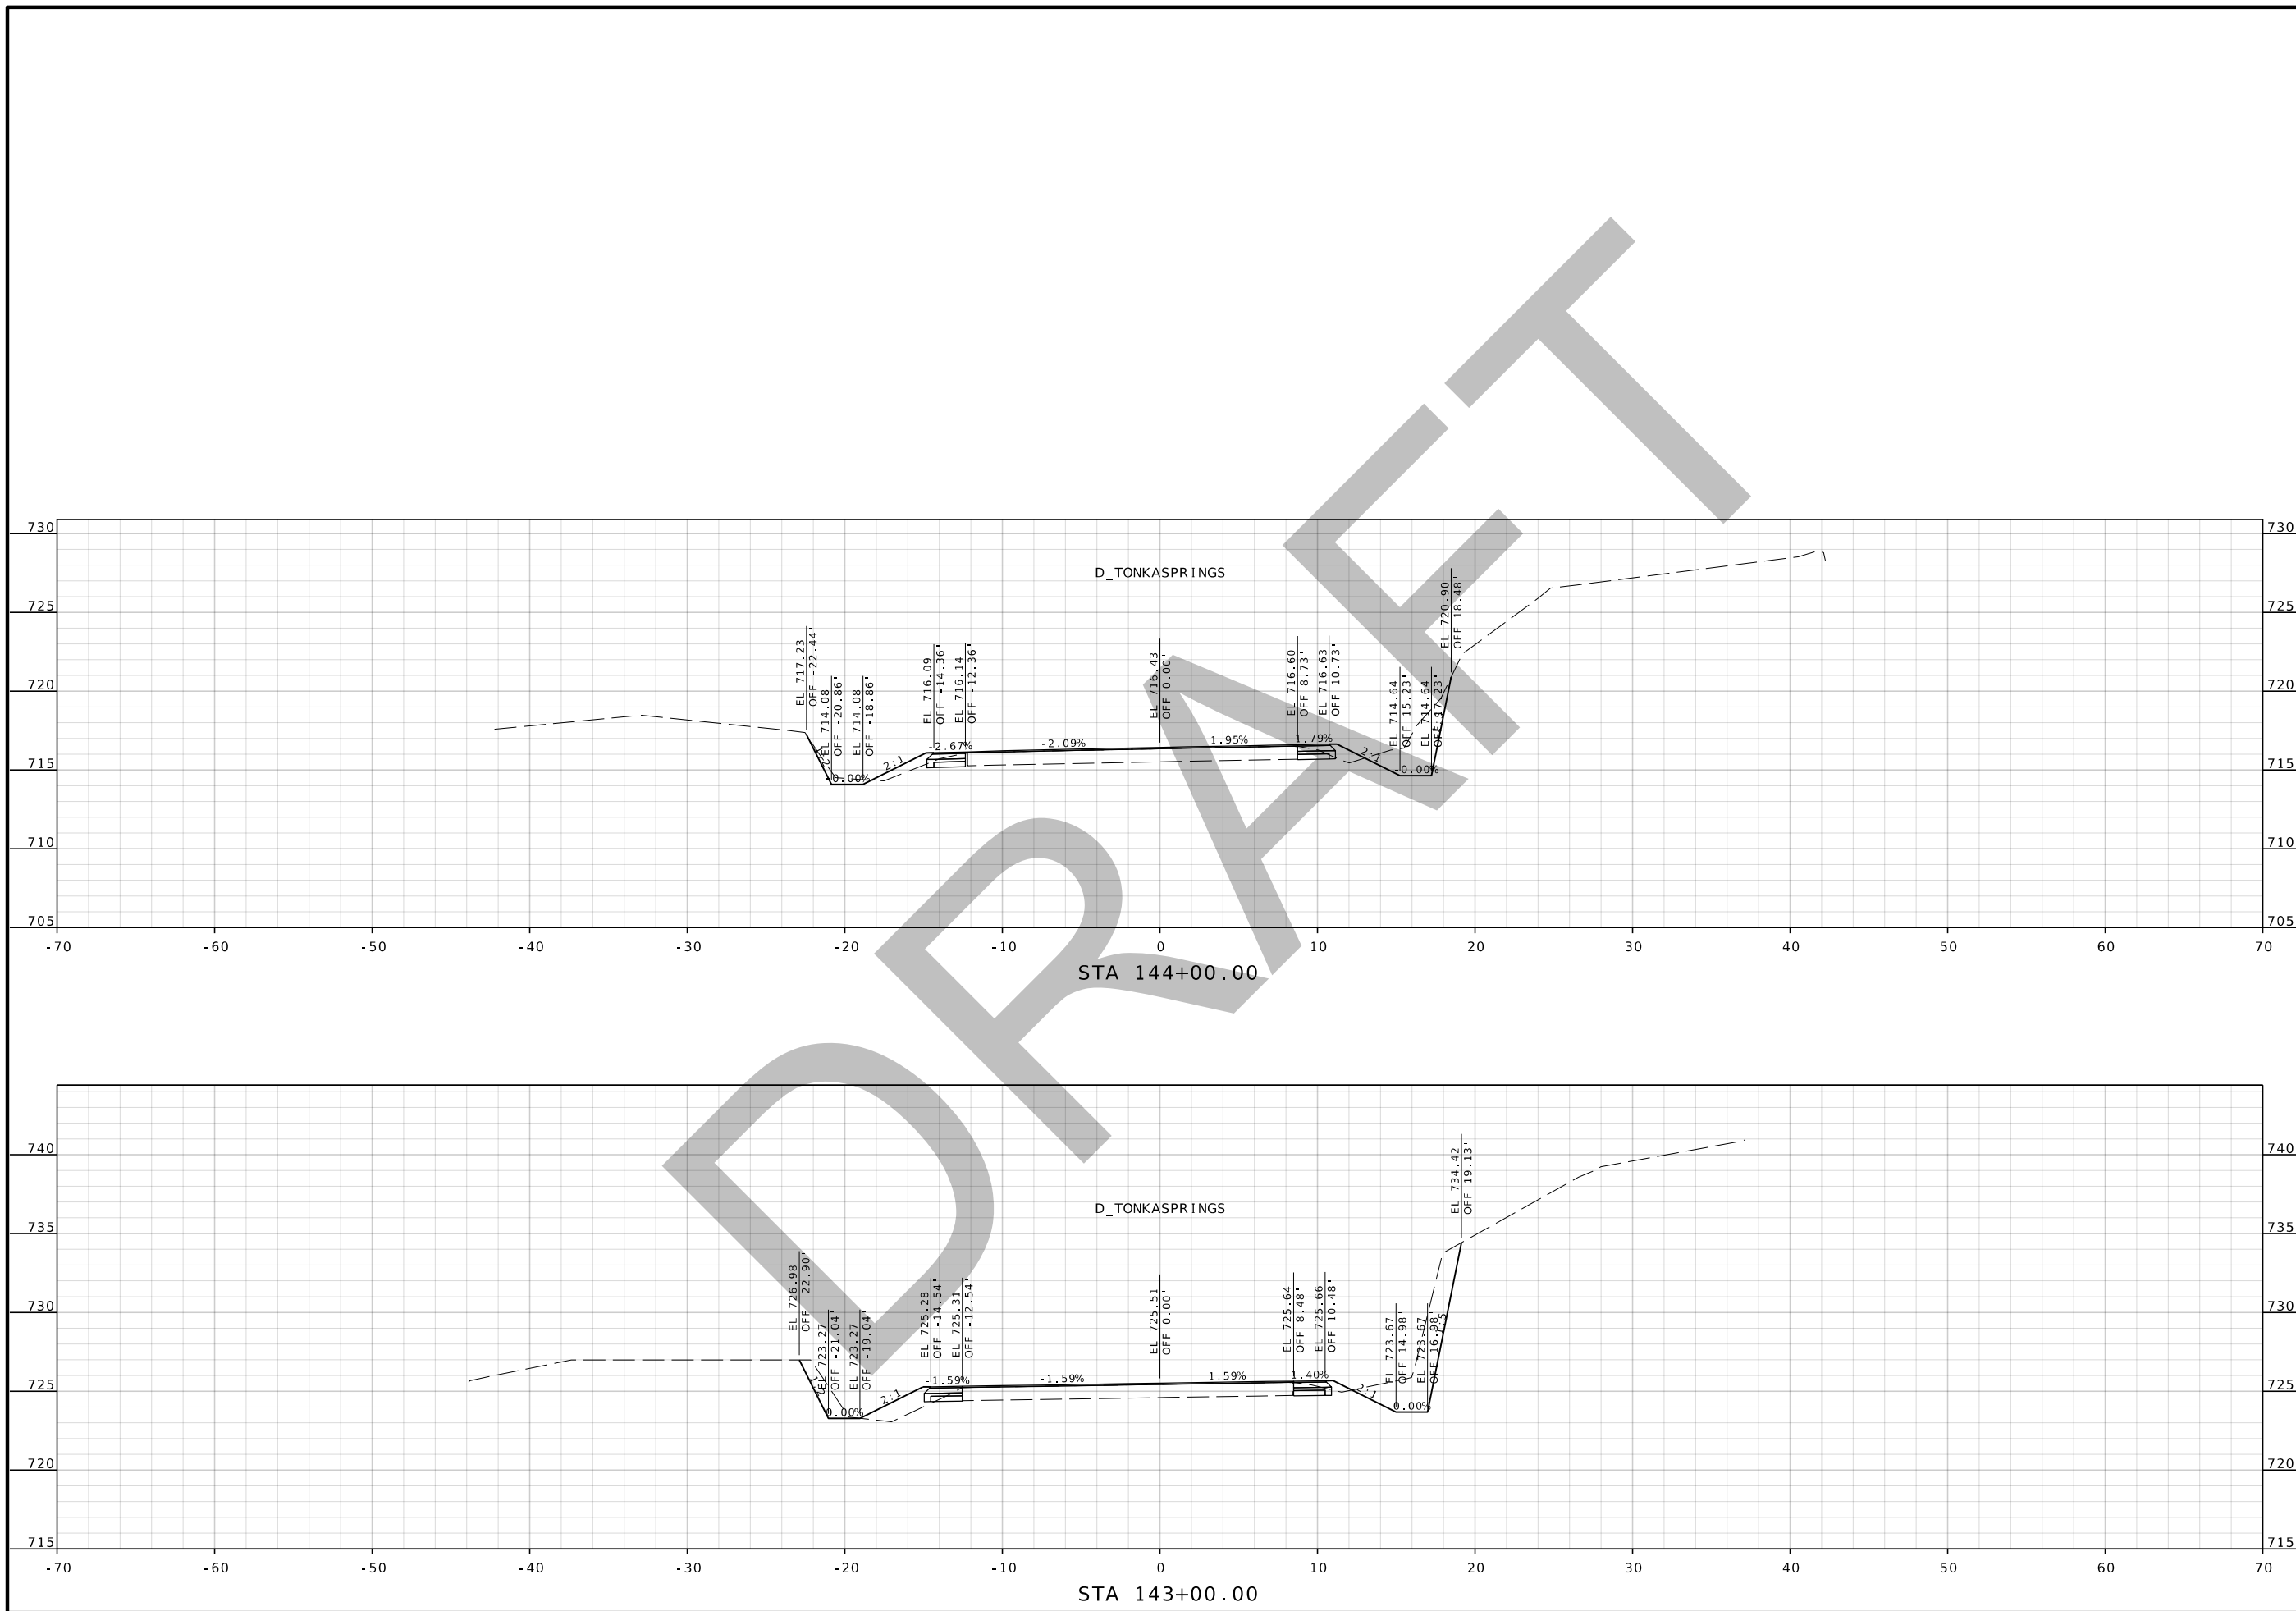 DRAFT
730
730
D_TONKASPRINGS
725
725
720
720
715
715
710
710
705
705
EL 717.23
OFF -22.44'
EL 714.08
OFF -20.86'
EL 714.08
OFF -18.86'
EL 716.09
OFF -14.36'
EL 716.14
OFF -12.36'
EL 716.43
OFF 0.00'
EL 716.60
OFF 8.73'
EL 716.63
OFF 10.73'
EL 714.64
OFF 15.23'
EL 714.64
OFF 17.23'
EL 720.90
OFF 18.48'
-0.00%
2:1
-2.67%
-2.09%
1.95%
1.79%
2:1
-0.00%
-70 -60 -50 -40 -30 -20 -10 0 10 20 30 40 50 60 70
STA 144+00.00
740
740
D_TONKASPRINGS
735
735
730
730
725
725
720
720
715
715
EL 726.98
OFF -22.90'
EL 723.27
OFF -21.04'
EL 723.27
OFF -19.04'
EL 725.28
OFF -14.54'
EL 725.31
OFF -12.54'
EL 725.51
OFF 0.00'
EL 725.64
OFF 8.48'
EL 725.66
OFF 10.48'
EL 723.67
OFF 14.98'
EL 723.67
OFF 16.98'
EL 734.42
OFF 19.13'
0.00%
2:1
-1.59%
-1.59%
1.59%
1.40%
2:1
0.00%
-70 -60 -50 -40 -30 -20 -10 0 10 20 30 40 50 60 70
STA 143+00.00